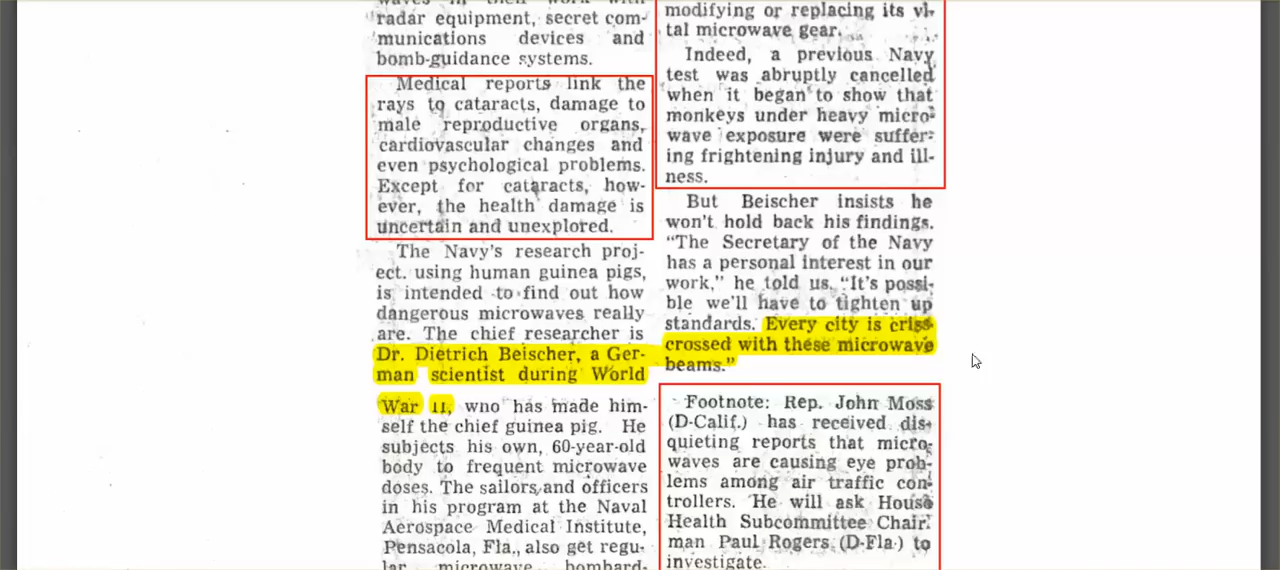 waves in their work with
radar equipment, secret com-
munications devices and
bomb-guidance systems.
Medical reports link the
rays to cataracts, damage to
male reproductive organs,
cardiovascular changes and
even psychological problems.
Except for cataracts, how-
ever, the health damage is
uncertain and unexplored.
The Navy's research proj-
ect. using human guinea pigs,
is intended to find out how
dangerous microwaves really
are. The chief researcher is
Dr. Dietrich Beischer, a Ger-
man scientist during World
War II, who has made him-
self the chief guinea pig. He
subjects his own, 60-year-old
body to frequent microwave
doses. The sailors and officers
in his program at the Naval
Aerospace Medical Institute,
Pensacola, Fla., also get regu-
lar microwave bombard-
modifying or replacing its vi-
tal microwave gear.
Indeed, a previous Navy
test was abruptly cancelled
when it began to show that
monkeys under heavy micro-
wave exposure were suffer-
ing frightening injury and ill-
ness.
But Beischer insists he
won't hold back his findings.
"The Secretary of the Navy
has a personal interest in our
work," he told us. "It's possi-
ble we'll have to tighten up
standards. Every city is criss
crossed with these microwave
beams."
Footnote: Rep. John Moss
(D-Calif.) has received dis-
quieting reports that micro-
waves are causing eye prob-
lems among air traffic con-
trollers. He will ask House
Health Subcommittee Chair-
man Paul Rogers (D-Fla.) to
investigate.